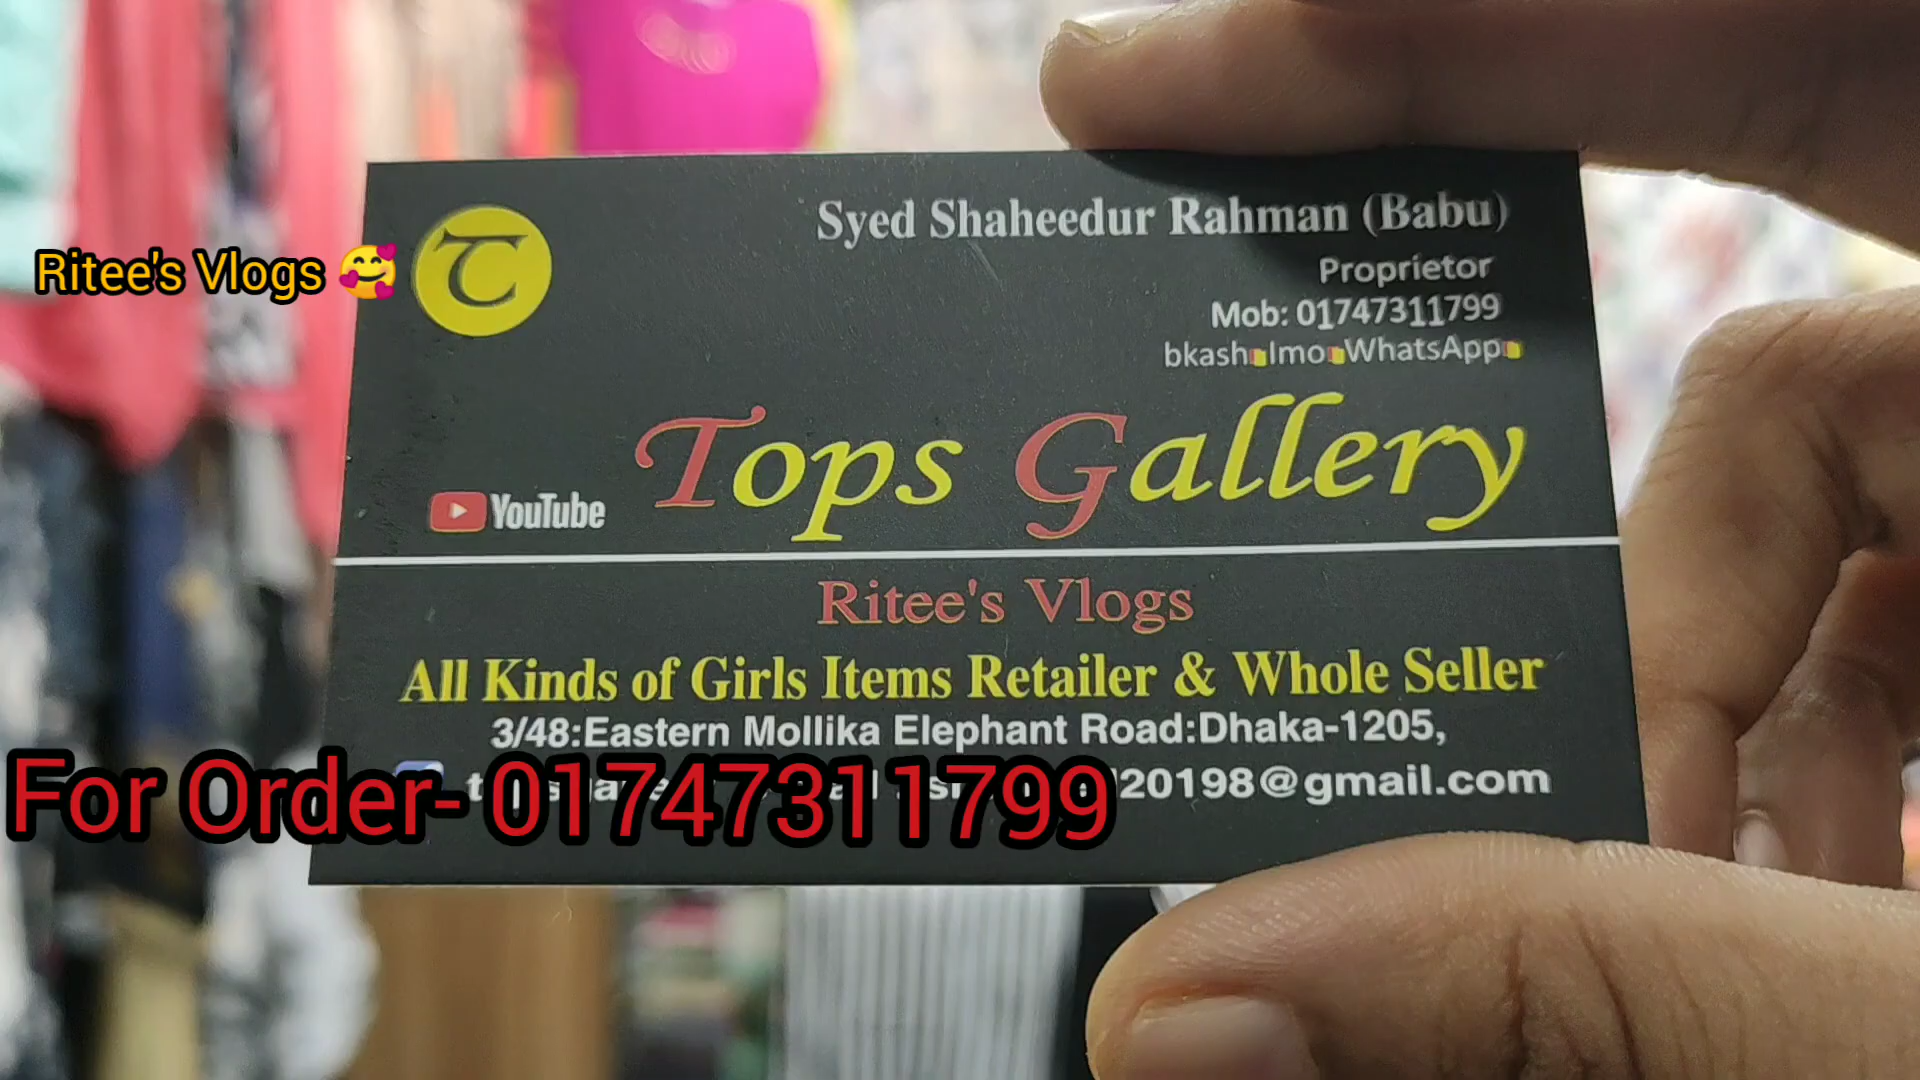 Syed Shaheedur Rahman (Babu)
Proprietor
Mob: 01747311799
bkash Imo WhatsApp
Ritee's Vlogs 🥰
Tops Gallery
YouTube
Ritee's Vlogs
All Kinds of Girls Items Retailer & Whole Seller
3/48:Eastern Mollika Elephant Road:Dhaka-1205,
20198@gmail.com
For Order- 01747311799